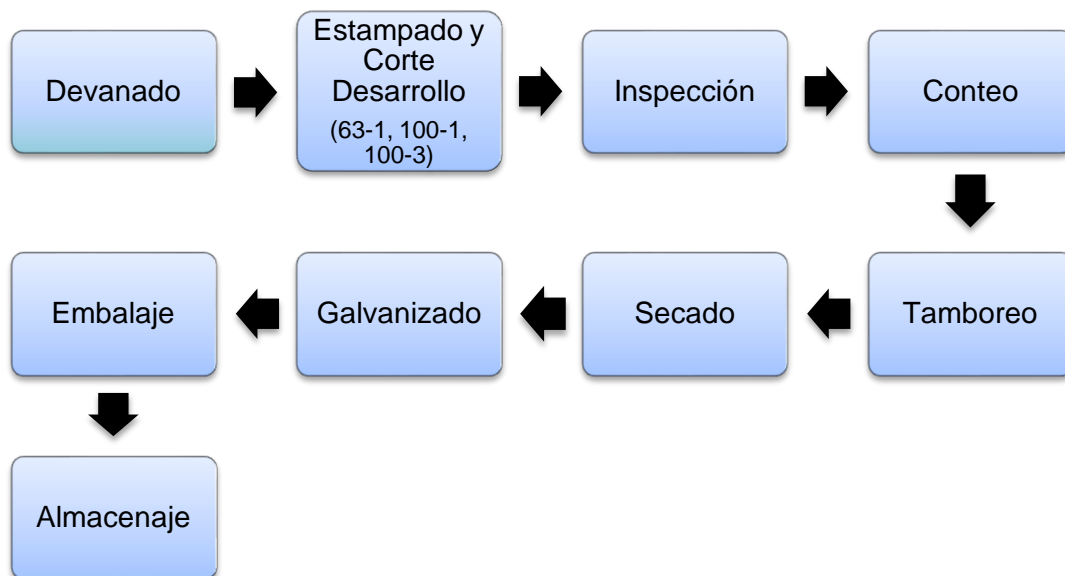 Devanado
Estampado y
Corte
Desarrollo
(63-1, 100-1,
100-3)
Inspección
Conteo
Tamboreo
Secado
Galvanizado
Embalaje
Almacenaje